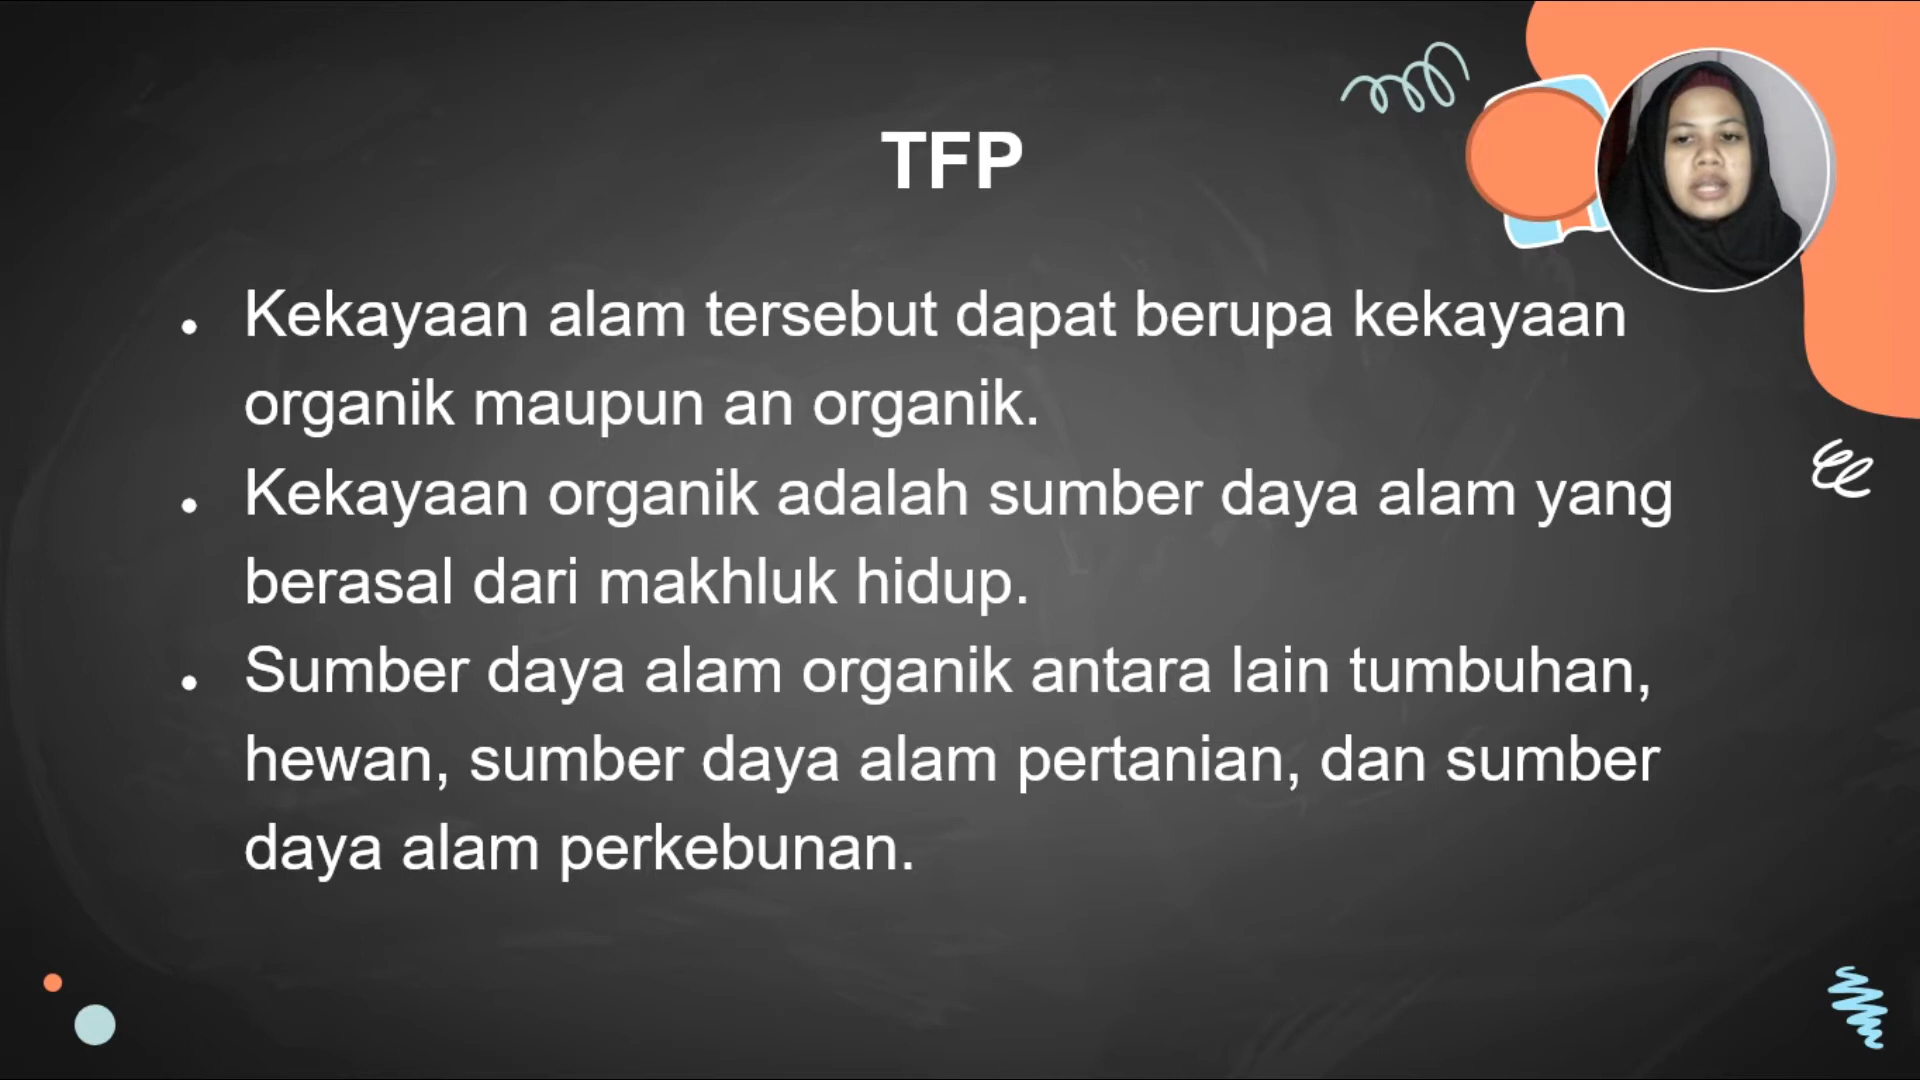 TFP
• Kekayaan alam tersebut dapat berupa kekayaan
organik maupun an organik.
• Kekayaan organik adalah sumber daya alam yang
berasal dari makhluk hidup.
• Sumber daya alam organik antara lain tumbuhan,
hewan, sumber daya alam pertanian, dan sumber
daya alam perkebunan.